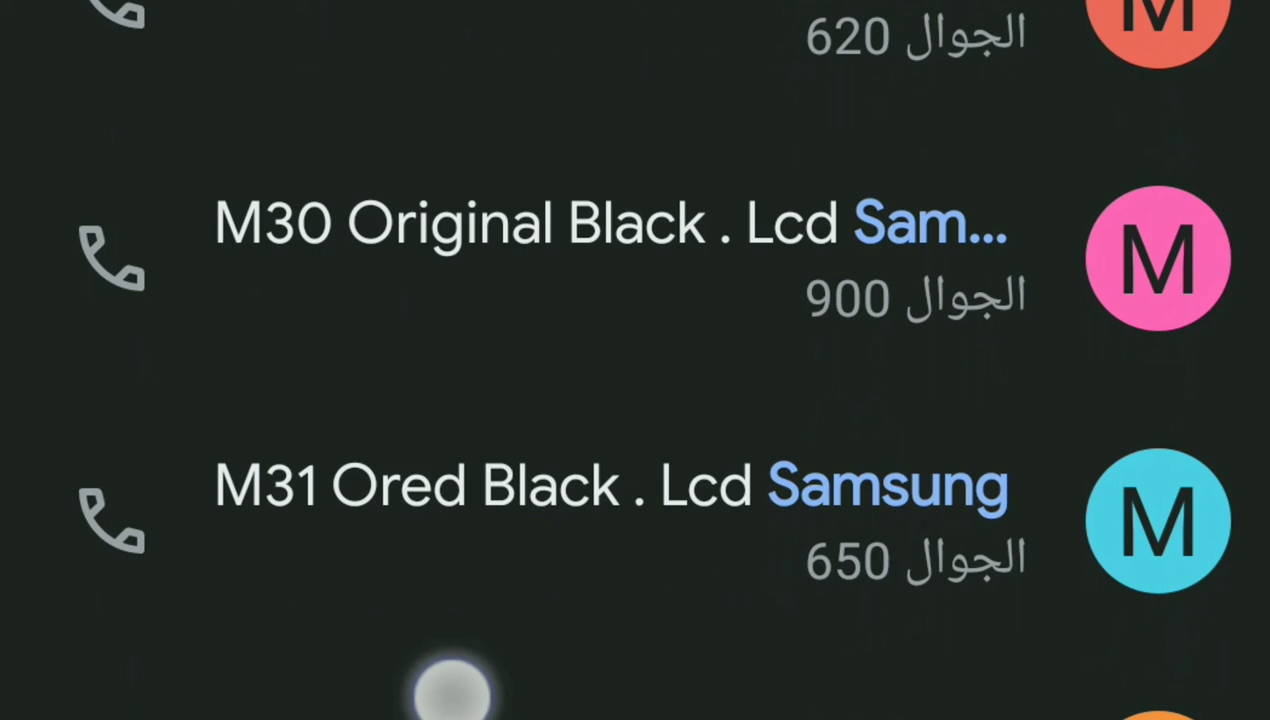 الجوال 620
M
M30 Original Black . Lcd Sam...
الجوال 900
M
M31 Ored Black . Lcd Samsung
الجوال 650
M